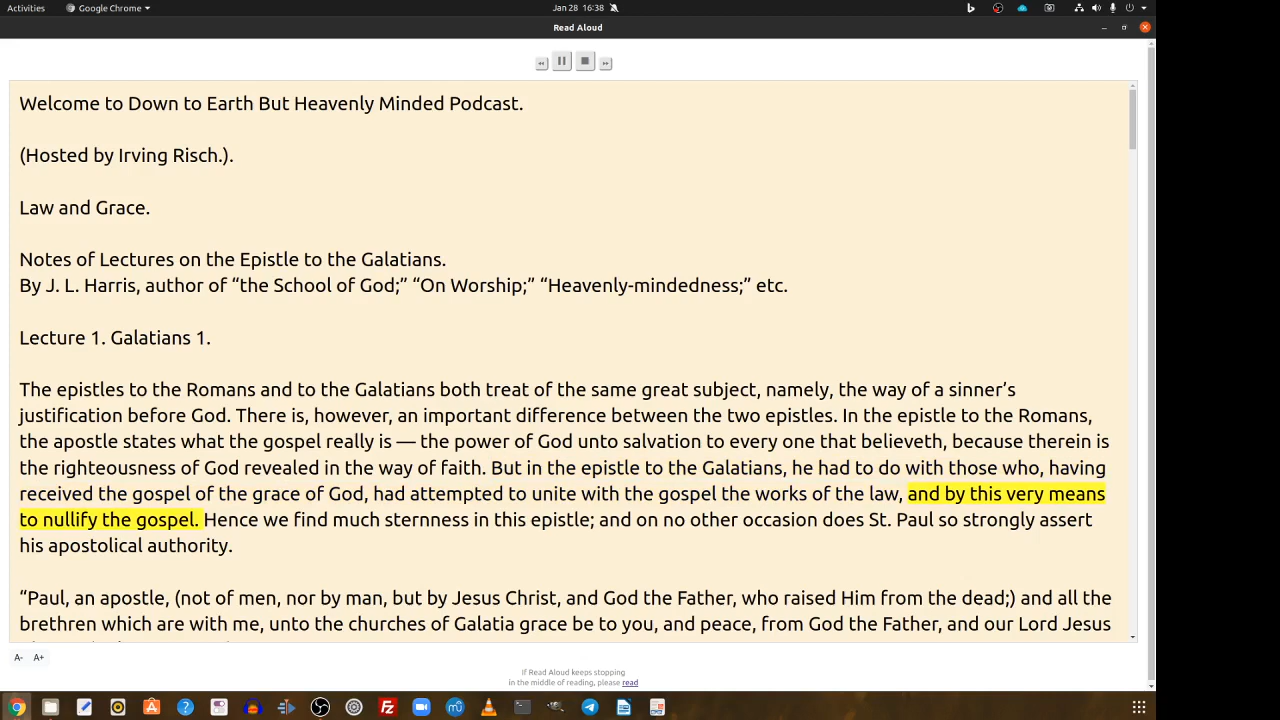 Activities
Google Chrome
Jan 28 16:38
Read Aloud
Welcome to Down to Earth But Heavenly Minded Podcast.
(Hosted by Irving Risch.).
Law and Grace.
Notes of Lectures on the Epistle to the Galatians.
By J. L. Harris, author of “the School of God;” “On Worship;” “Heavenly-mindedness;” etc.
Lecture 1. Galatians 1.
The epistles to the Romans and to the Galatians both treat of the same great subject, namely, the way of a sinner’s
justification before God. There is, however, an important difference between the two epistles. In the epistle to the Romans,
the apostle states what the gospel really is — the power of God unto salvation to every one that believeth, because therein is
the righteousness of God revealed in the way of faith. But in the epistle to the Galatians, he had to do with those who, having
received the gospel of the grace of God, had attempted to unite with the gospel the works of the law, and by this very means
to nullify the gospel. Hence we find much sternness in this epistle; and on no other occasion does St. Paul so strongly assert
his apostolical authority.
“Paul, an apostle, (not of men, nor by man, but by Jesus Christ, and God the Father, who raised Him from the dead;) and all the
brethren which are with me, unto the churches of Galatia grace be to you, and peace, from God the Father, and our Lord Jesus
A- A+
If Read Aloud keeps stopping
in the middle of reading, please read